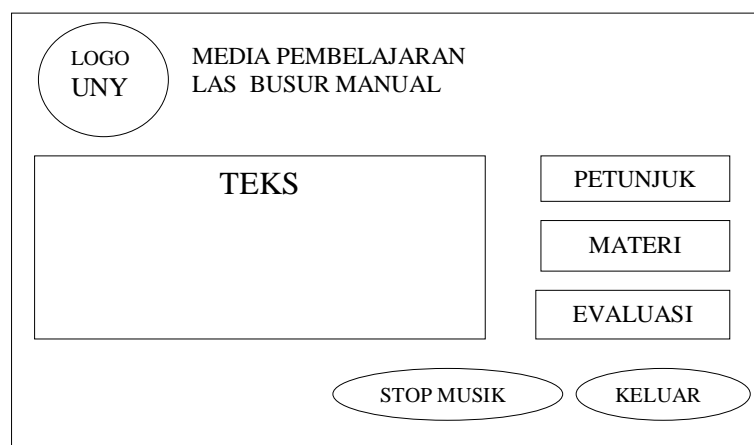 LOGO
UNY
MEDIA PEMBELAJARAN
LAS BUSUR MANUAL
TEKS
PETUNJUK
MATERI
EVALUASI
STOP MUSIK
KELUAR